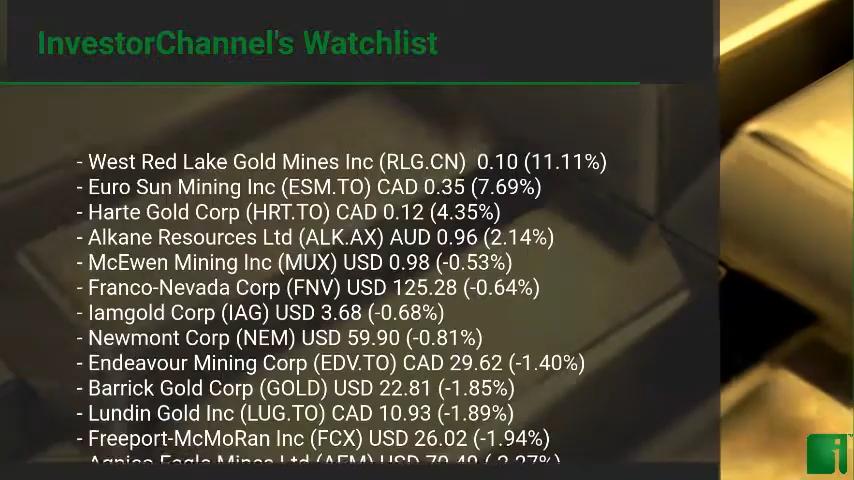 InvestorChannel's Watchlist
- West Red Lake Gold Mines Inc (RLG.CN)  0.10 (11.11%)
- Euro Sun Mining Inc (ESM.TO) CAD 0.35 (7.69%)
- Harte Gold Corp (HRT.TO) CAD 0.12 (4.35%)
- Alkane Resources Ltd (ALK.AX) AUD 0.96 (2.14%)
- McEwen Mining Inc (MUX) USD 0.98 (-0.53%)
- Franco-Nevada Corp (FNV) USD 125.28 (-0.64%)
- Iamgold Corp (IAG) USD 3.68 (-0.68%)
- Newmont Corp (NEM) USD 59.90 (-0.81%)
- Endeavour Mining Corp (EDV.TO) CAD 29.62 (-1.40%)
- Barrick Gold Corp (GOLD) USD 22.81 (-1.85%)
- Lundin Gold Inc (LUG.TO) CAD 10.93 (-1.89%)
- Freeport-McMoRan Inc (FCX) USD 26.02 (-1.94%)
- Agnico Eagle Mines Ltd (AEM) USD